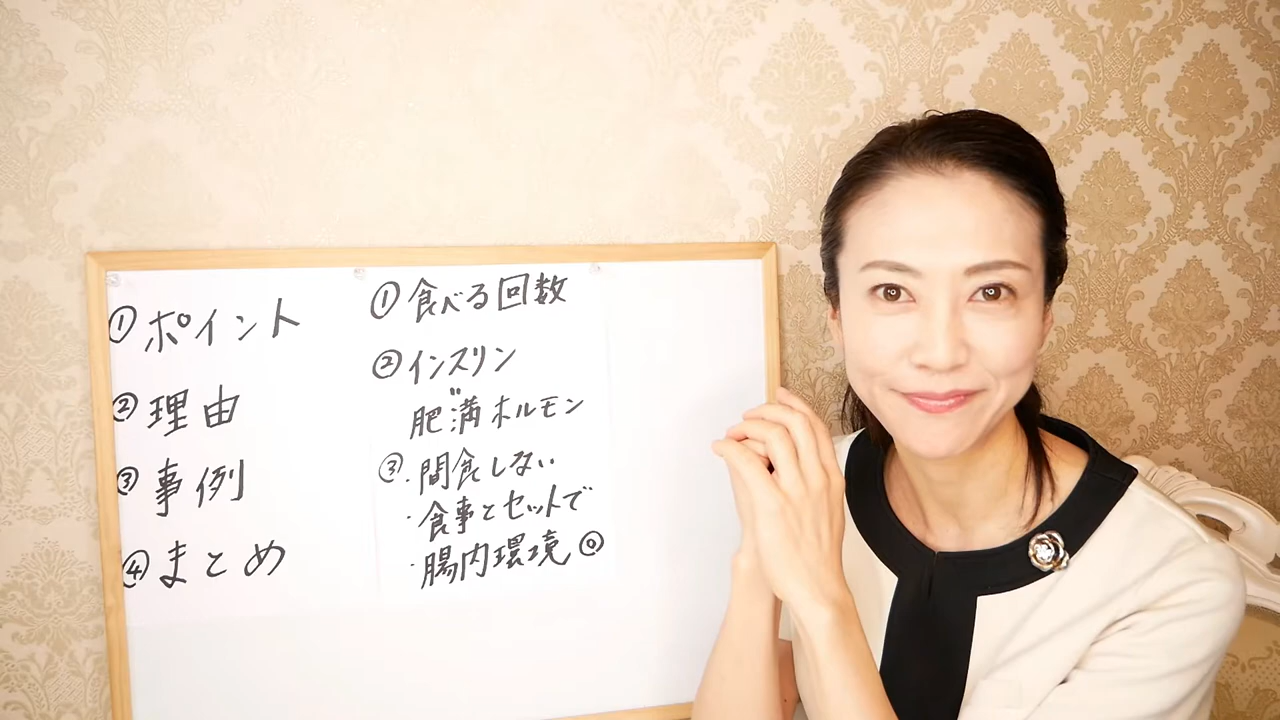 ①ポイント
②理由
③事例
④まとめ
①食べる回数
②インスリン
〃肥満ホルモン
③・間食しない
・食事とセットで
・腸内環境◎